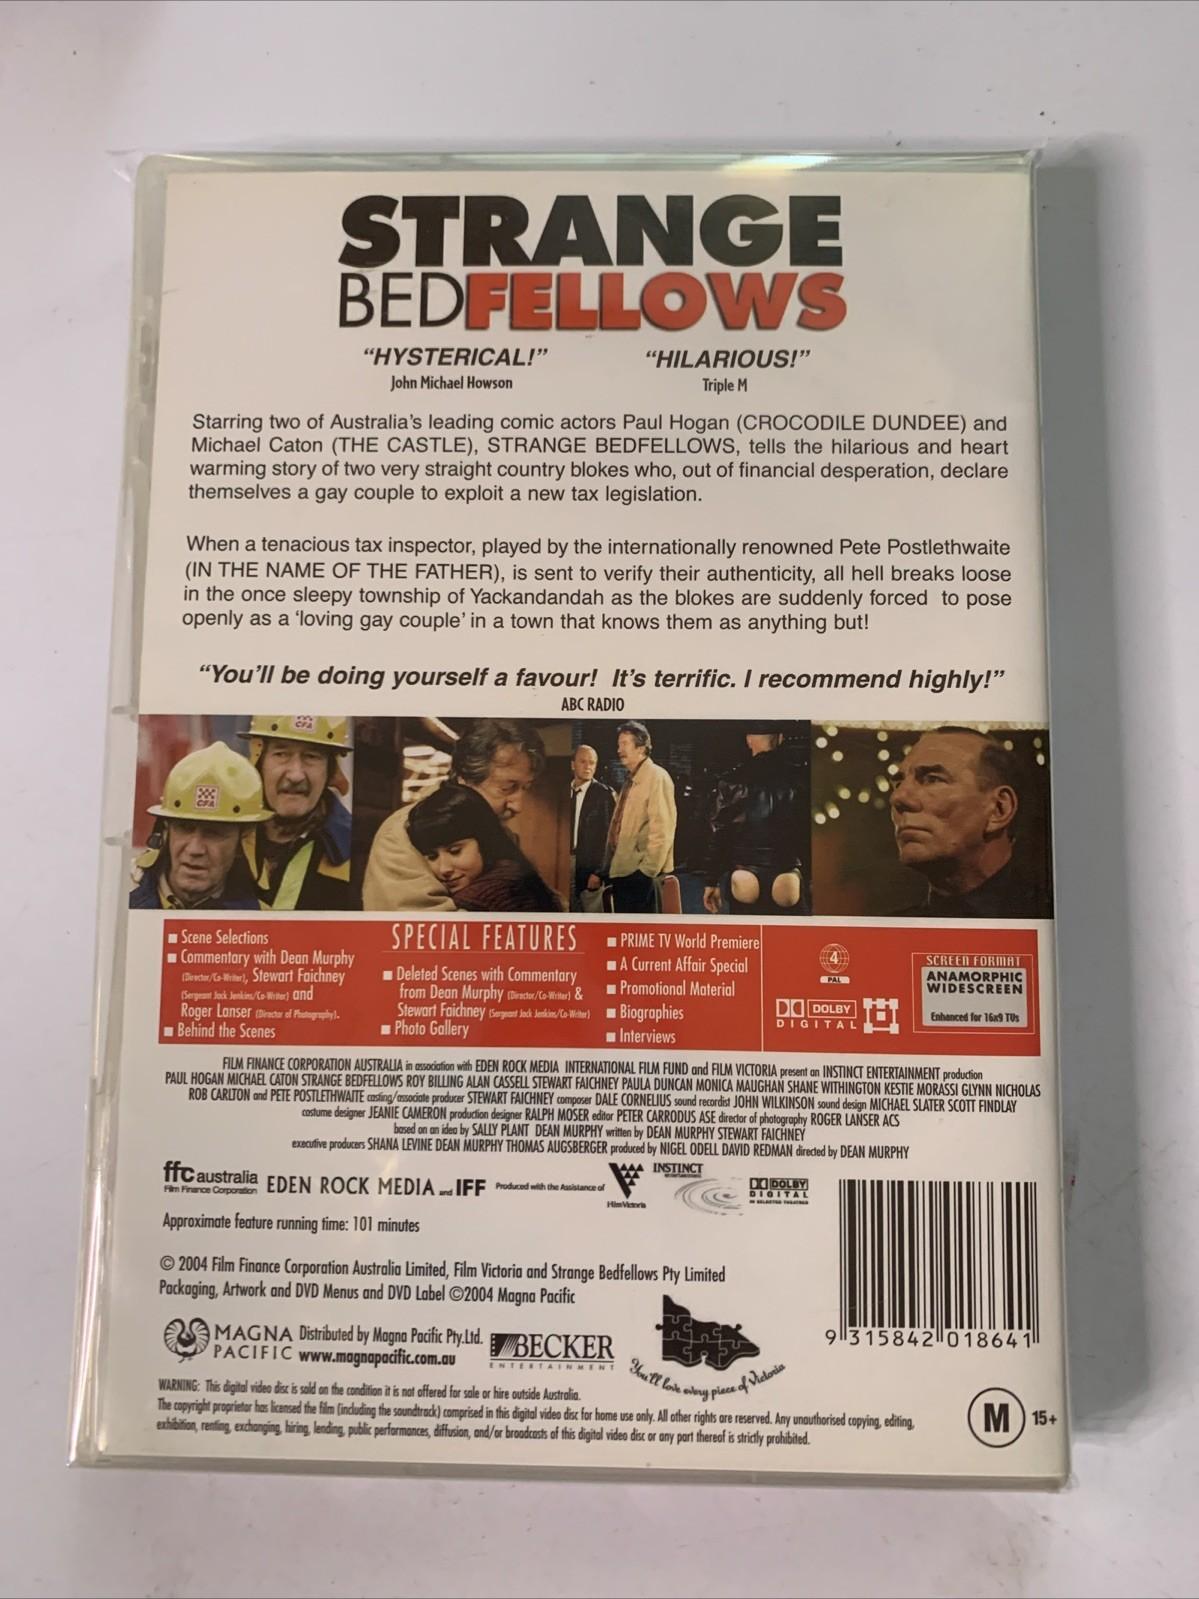 STRANGE
BEDFELLOWS
“HYSTERICAL!”
John Michael Howson
“HILARIOUS!”
Triple M
Starring two of Australia’s leading comic actors Paul Hogan (CROCODILE DUNDEE) and
Michael Caton (THE CASTLE), STRANGE BEDFELLOWS, tells the hilarious and heart
warming story of two very straight country blokes who, out of financial desperation, declare
themselves a gay couple to exploit a new tax legislation.
When a tenacious tax inspector, played by the internationally renowned Pete Postlethwaite
(IN THE NAME OF THE FATHER), is sent to verify their authenticity, all hell breaks loose
in the once sleepy township of Yackandandah as the blokes are suddenly forced to pose
openly as a ‘loving gay couple’ in a town that knows them as anything but!
“You’ll be doing yourself a favour! It’s terrific. I recommend highly!”
ABC RADIO
CFA
CFA
SPECIAL FEATURES
Scene Selections
Commentary with Dean Murphy
(Director/Co-Writer), Stewart Faichney
(Sergeant Jack Jenkins/Co-Writer) and
Roger Lanser (Director of Photography).
Behind the Scenes
Deleted Scenes with Commentary
from Dean Murphy (Director/Co-Writer) &
Stewart Faichney (Sergeant Jack Jenkins/Co-Writer)
Photo Gallery
PRIME TV World Premiere
A Current Affair Special
Promotional Material
Biographies
Interviews
4
PAL
DOLBY
DIGITAL
SCREEN FORMAT
ANAMORPHIC
WIDESCREEN
Enhanced for 16x9 TVs
FILM FINANCE CORPORATION AUSTRALIA in association with EDEN ROCK MEDIA INTERNATIONAL FILM FUND and FILM VICTORIA present an INSTINCT ENTERTAINMENT production
PAUL HOGAN MICHAEL CATON STRANGE BEDFELLOWS ROY BILLING ALAN CASSELL STEWART FAICHNEY PAULA DUNCAN MONICA MAUGHAN SHANE WITHINGTON KESTIE MORASSI GLYNN NICHOLAS
ROB CARLTON and PETE POSTLETHWAITE casting/associate producer STEWART FAICHNEY composer DALE CORNELIUS sound recordist JOHN WILKINSON sound design MICHAEL SLATER SCOTT FINDLAY
costume designer JEANIE CAMERON production designer RALPH MOSER editor PETER CARRODUS ASE director of photography ROGER LANSER ACS
based on an idea by SALLY PLANT DEAN MURPHY written by DEAN MURPHY STEWART FAICHNEY
executive producers SHANA LEVINE DEAN MURPHY THOMAS AUGSBERGER produced by NIGEL ODELL DAVID REDMAN directed by DEAN MURPHY
ffc australia
Film Finance Corporation
EDEN ROCK MEDIA and IFF
Produced with the Assistance of
Film Victoria
INSTINCT
ENTERTAINMENT
DOLBY
DIGITAL
IN SELECTED THEATRES
Approximate feature running time: 101 minutes
© 2004 Film Finance Corporation Australia Limited, Film Victoria and Strange Bedfellows Pty Limited
Packaging, Artwork and DVD Menus and DVD Label ©2004 Magna Pacific
MAGNA
PACIFIC
Distributed by Magna Pacific Pty.Ltd.
www.magnapacific.com.au
BECKER
ENTERTAINMENT
You'll love every piece of Victoria
9 315842 018641
WARNING: This digital video disc is sold on the condition it is not offered for sale or hire outside Australia.
The copyright proprietor has licensed the film (including the soundtrack) comprised in this digital video disc for home use only. All other rights are reserved. Any unauthorised copying, editing,
exhibition, renting, exchanging, hiring, lending, public performances, diffusion, and/or broadcasts of this digital video disc or any part thereof is strictly prohibited.
M 15+